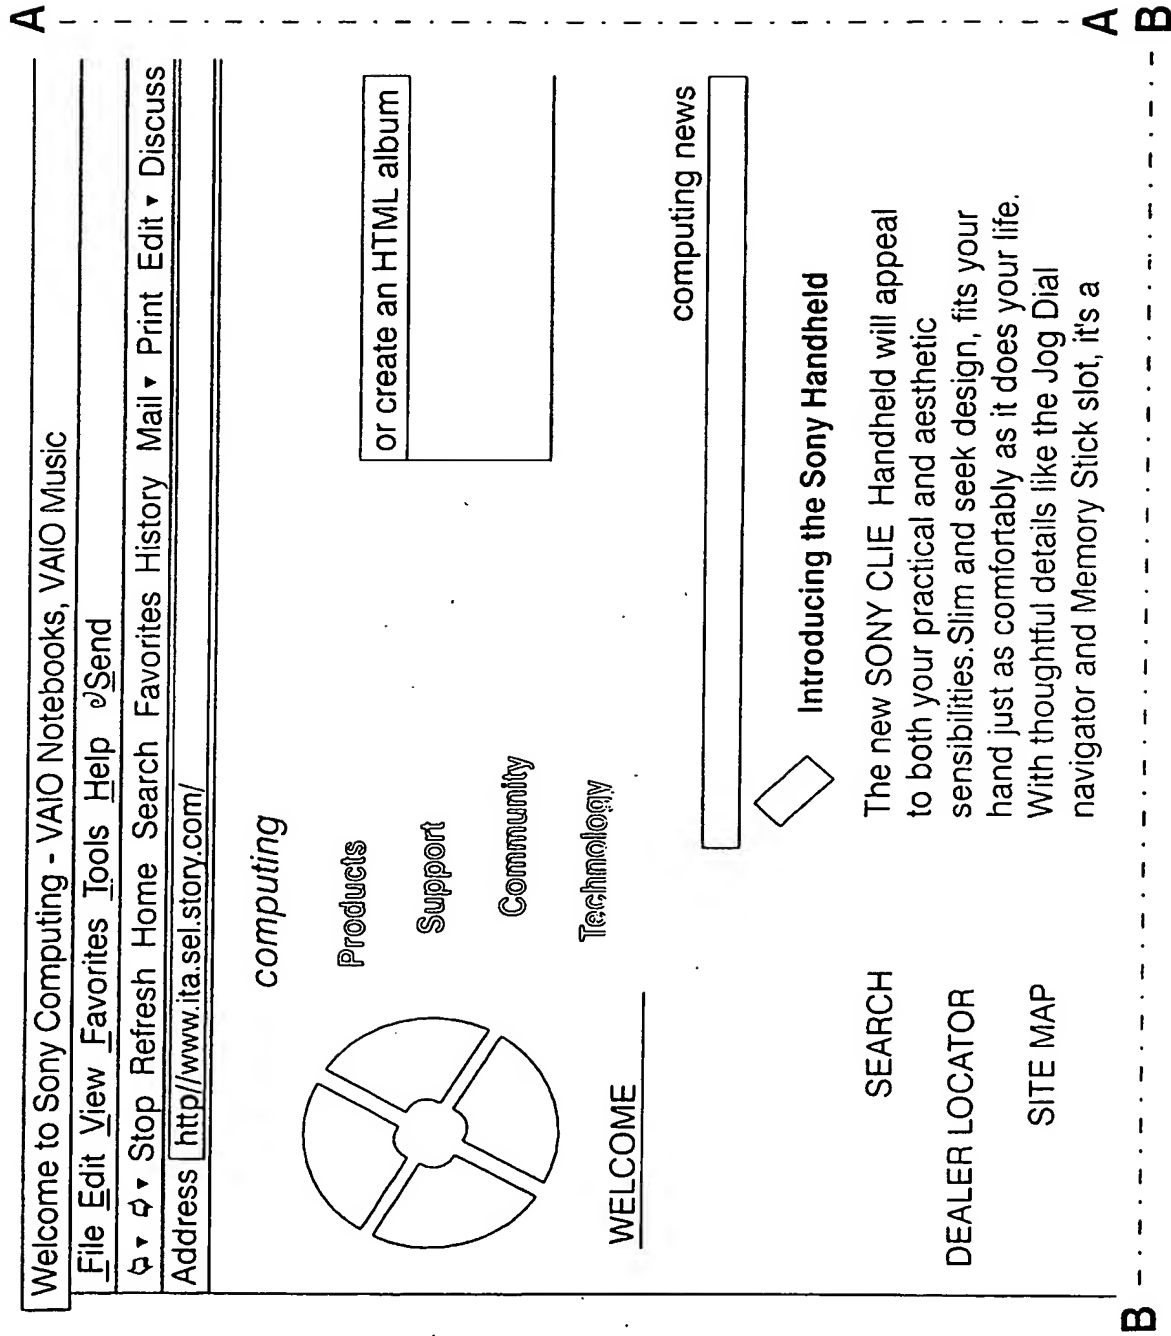 Welcome to Sony Computing - VAIO Notebooks, VAIO Music
File Edit View Favorites Tools Help Send
Stop Refresh Home Search Favorites History Mail Print Edit Discuss
Address http//www.ita.sel.story.com/
computing
Products
Support
Community
Technology
or create an HTML album
WELCOME
computing news
Introducing the Sony Handheld
The new SONY CLIE Handheld will appeal
to both your practical and aesthetic
sensibilities.Slim and seek design, fits your
hand just as comfortably as it does your life.
With thoughtful details like the Jog Dial
navigator and Memory Stick slot, it's a
SEARCH
DEALER LOCATOR
SITE MAP
A
A
B
B